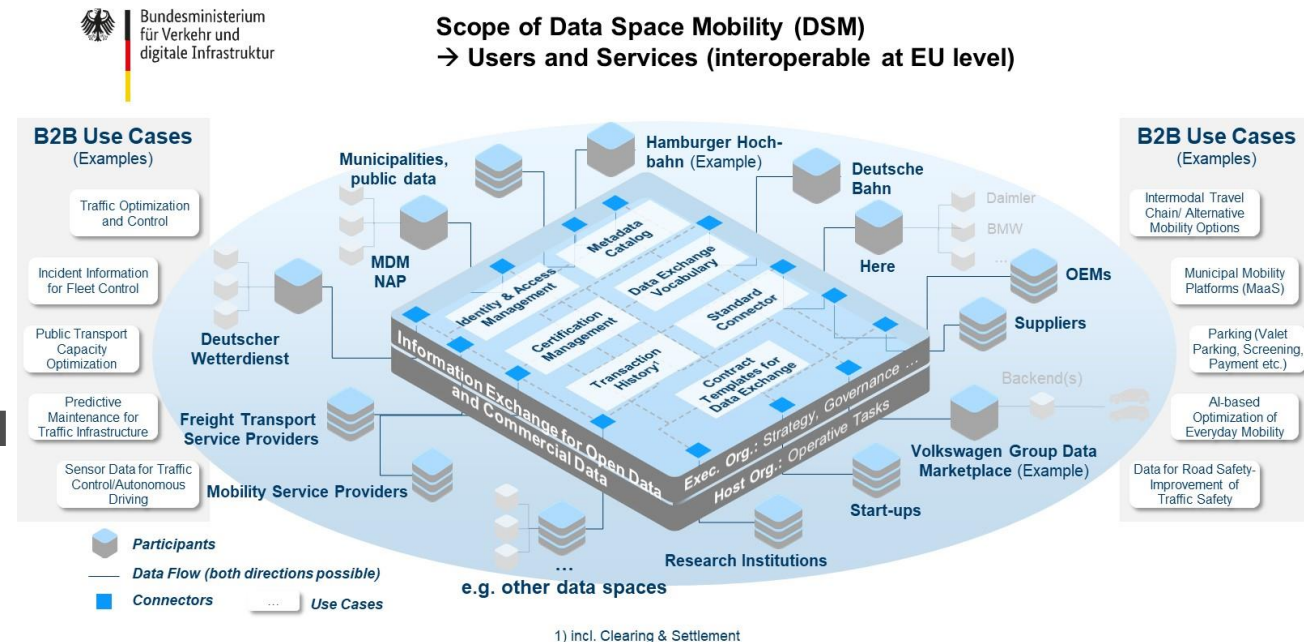 Bundesministerium
für Verkehr und
digitale Infrastruktur
Scope of Data Space Mobility (DSM)
→ Users and Services (interoperable at EU level)
B2B Use Cases
(Examples)
Traffic Optimization
and Control
Incident Information
for Fleet Control
Public Transport
Capacity
Optimization
Predictive
Maintenance for
Traffic Infrastructure
Sensor Data for Traffic
Control/Autonomous
Driving
Municipalities,
public data
Hamburger Hoch-
bahn (Example)
Deutsche
Bahn
MDM
NAP
Here
Daimler
BMW
...
OEMs
Suppliers
Deutscher
Wetterdienst
Freight Transport
Service Providers
Mobility Service Providers
Backend(s)
Volkswagen Group Data
Marketplace (Example)
Start-ups
Research Institutions
...
e.g. other data spaces
Metadata
Catalog
Identity & Access
Management
Data Exchange
Vocabulary
Certification
Management
Standard
Connector
Transaction
History¹
Contract
Templates for
Data Exchange
Information Exchange for Open Data
and Commercial Data
Exec. Org.: Strategy, Governance ...
Host Org.: Operative Tasks
B2B Use Cases
(Examples)
Intermodal Travel
Chain/ Alternative
Mobility Options
Municipal Mobility
Platforms (MaaS)
Parking (Valet
Parking, Screening,
Payment etc.)
AI-based
Optimization of
Everyday Mobility
Data for Road Safety-
Improvement of
Traffic Safety
Participants
Data Flow (both directions possible)
Connectors
... Use Cases
1) incl. Clearing & Settlement